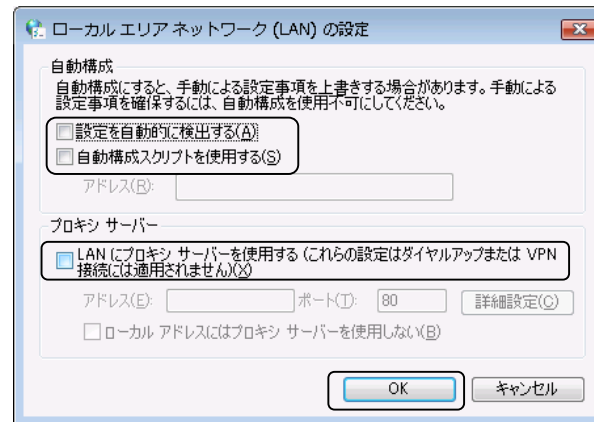 ローカル エリア ネットワーク (LAN) の設定
自動構成
自動構成にすると、手動による設定事項を上書きする場合があります。手動による
設定事項を確保するには、自動構成を使用不可にしてください。
設定を自動的に検出する(A)
自動構成スクリプトを使用する(S)
アドレス(R):
プロキシ サーバー
LAN にプロキシ サーバーを使用する (これらの設定はダイヤルアップまたは VPN
接続には適用されません)(X)
アドレス(E): ポート(T): 80 詳細設定(C)
ローカル アドレスにはプロキシ サーバーを使用しない(B)
OK キャンセル